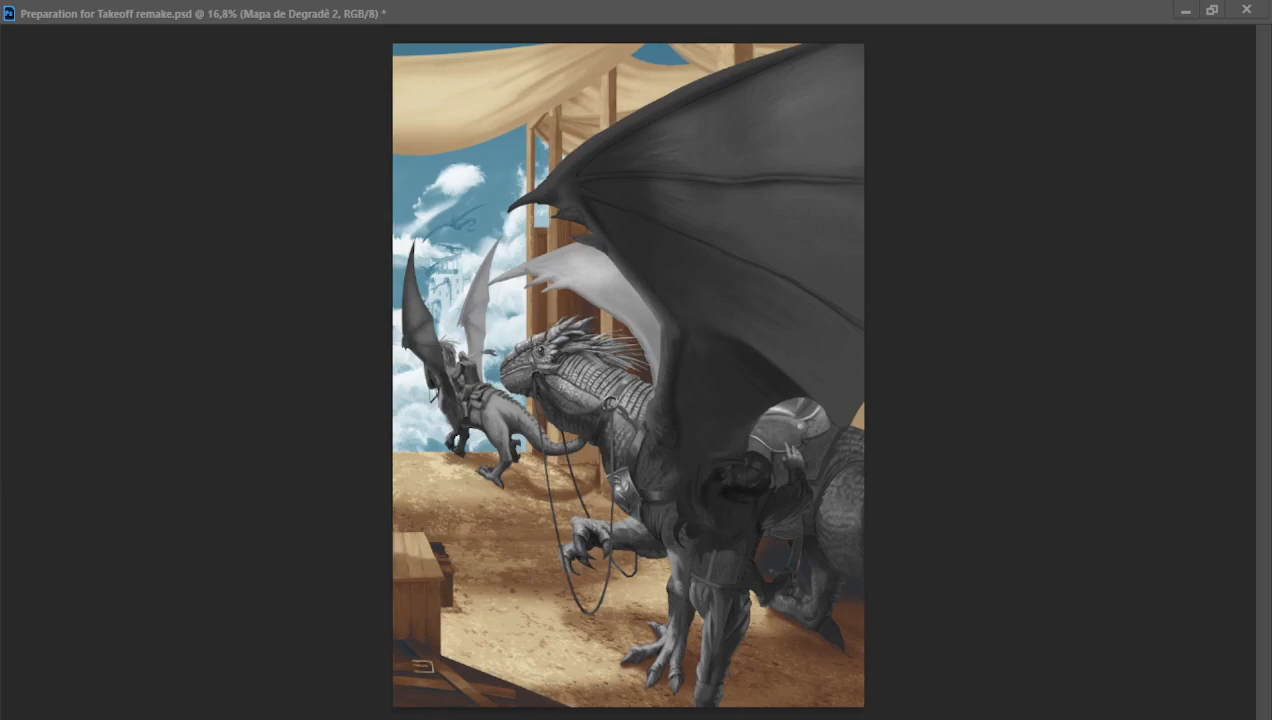 Ps Preparation for Takeoff remake.psd @ 16,8% (Mapa de Degradê 2, RGB/8) *